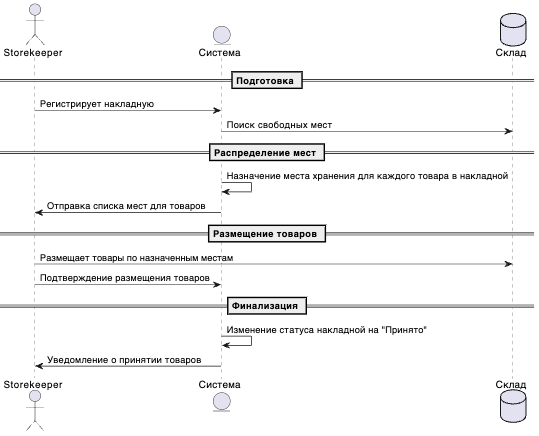 Storekeeper
Система
Склад
Подготовка
Регистрирует накладную
Поиск свободных мест
Распределение мест
Назначение места хранения для каждого товара в накладной
Отправка списка мест для товаров
Размещение товаров
Размещает товары по назначенным местам
Подтверждение размещения товаров
Финализация
Изменение статуса накладной на "Принято"
Уведомление о принятии товаров
Storekeeper
Система
Склад